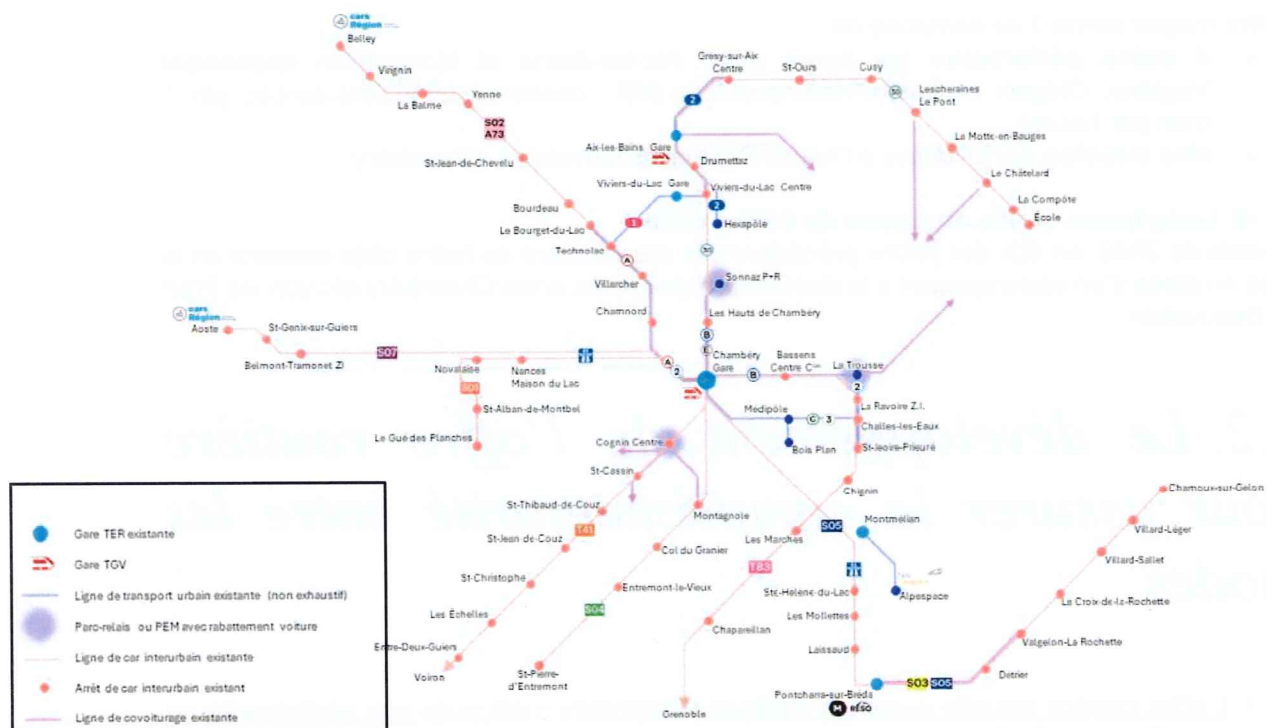 cars
Région
Belley
Virignin
La Balme
Yenne
S02
A73
St-Jean-de-Chevelu
Bourdeau
Le Bourget-du-Lac
Technolac
1
A
Villarcher
Chamnord
Gresy-sur-Aix
Centre
St-Ours
Cusy
Lescheraines
Le Pont
La Motte-en-Bauges
Le Châtelard
La Compôte
École
2
Aix-les-Bains Gare
Drumettaz
Viviers-du-Lac Gare
Viviers-du-Lac Centre
2
Hexapôle
Sonnaz P+R
Les Hauts de Chambéry
B
E
Chambéry
Gare
A
2
B
Bassens
Centre
La Trousse
2
La Ravoire Z.I.
Challes-les-Eaux
St-Jeoire-Prieuré
Médipôle
C
3
Bois Plan
cars
Région
Aoste
St-Genix-sur-Guiers
Belmont-Tramonet ZI
S07
Novalaise
Nances
Maison du Lac
St-Alban-de-Montbel
Le Gué des Planches
Cognin Centre
St-Cassin
St-Thibaud-de-Couz
T41
St-Jean de-Couz
St-Christophe
Les Échelles
Entre-Deux-Guiers
Voiron
Montagnole
Col du Granier
Entremont-le-Vieux
S04
St-Pierre-
d'Entremont
Chignin
Les Marches
T83
Chapareillan
Grenoble
S05
Montmélian
Alpespace
Ste-Hélène-du-Lac
Les Mollettes
Laissaud
Pontcharra-sur-Bréda
M RÉSO
S03
S05
Détrier
Valgelon-La Rochette
La Croix-de-la-Rochette
Villard-Sallet
Villard-Léger
Chamoux-sur-Gelon
Gare TER existante
Gare TGV
Ligne de transport urbain existante (non exhaustif)
Parc-relais ou PEM avec rabattement voiture
Ligne de car interurbain existante
Arrêt de car interurbain existant
Ligne de covoiturage existante